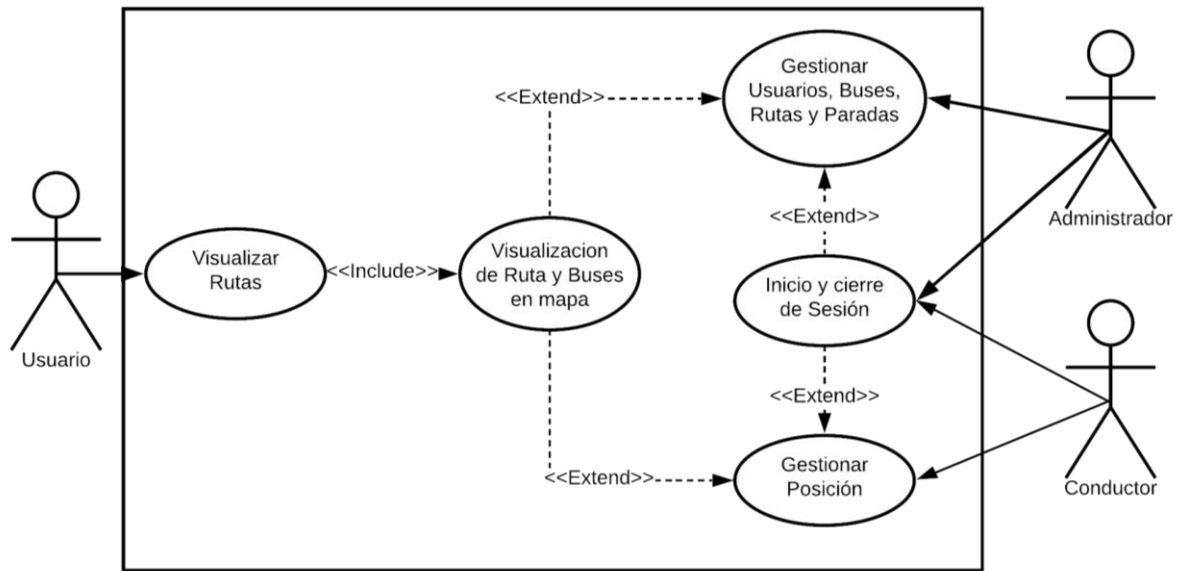 Gestionar
Usuarios, Buses,
Rutas y Paradas
<<Extend>>
Administrador
<<Extend>>
Visualizar
Rutas
<<Include>>
Visualizacion
de Ruta y Buses
en mapa
Inicio y cierre
de Sesión
Usuario
<<Extend>>
<<Extend>>
Gestionar
Posición
Conductor